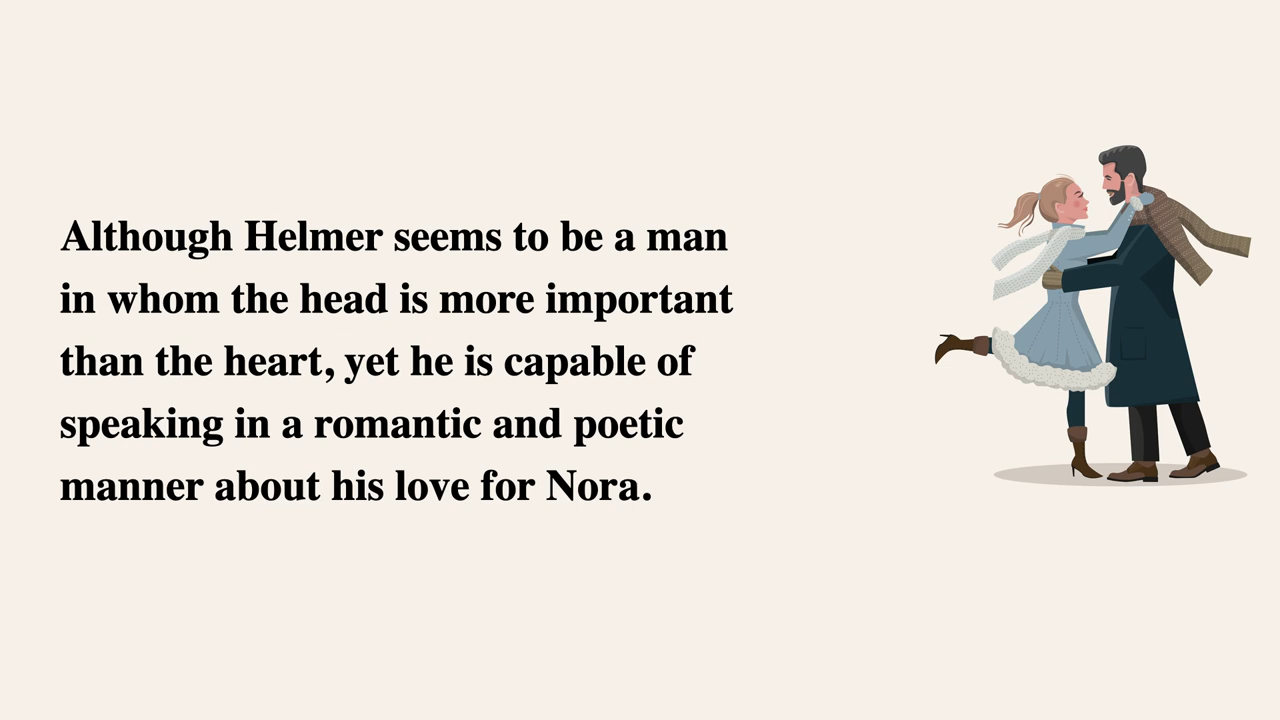 Although Helmer seems to be a man
in whom the head is more important
than the heart, yet he is capable of
speaking in a romantic and poetic
manner about his love for Nora.